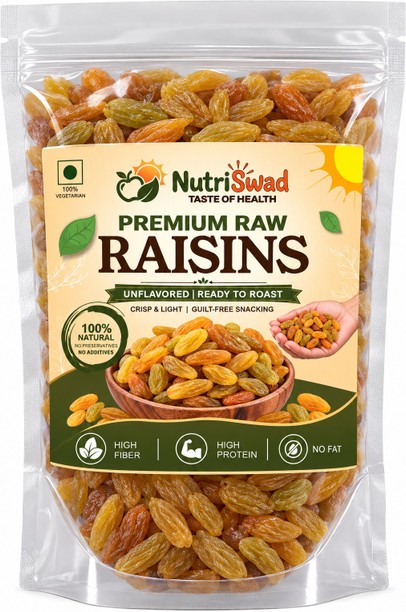 NutriSwad
TASTE OF HEALTH
100%
VEGETARIAN
PREMIUM RAW
RAISINS
UNFLAVORED | READY TO ROAST
CRISP & LIGHT | GUILT-FREE SNACKING
100%
NATURAL
NO PRESERVATIVES
NO ADDITIVES
HIGH
FIBER
HIGH
PROTEIN
NO FAT